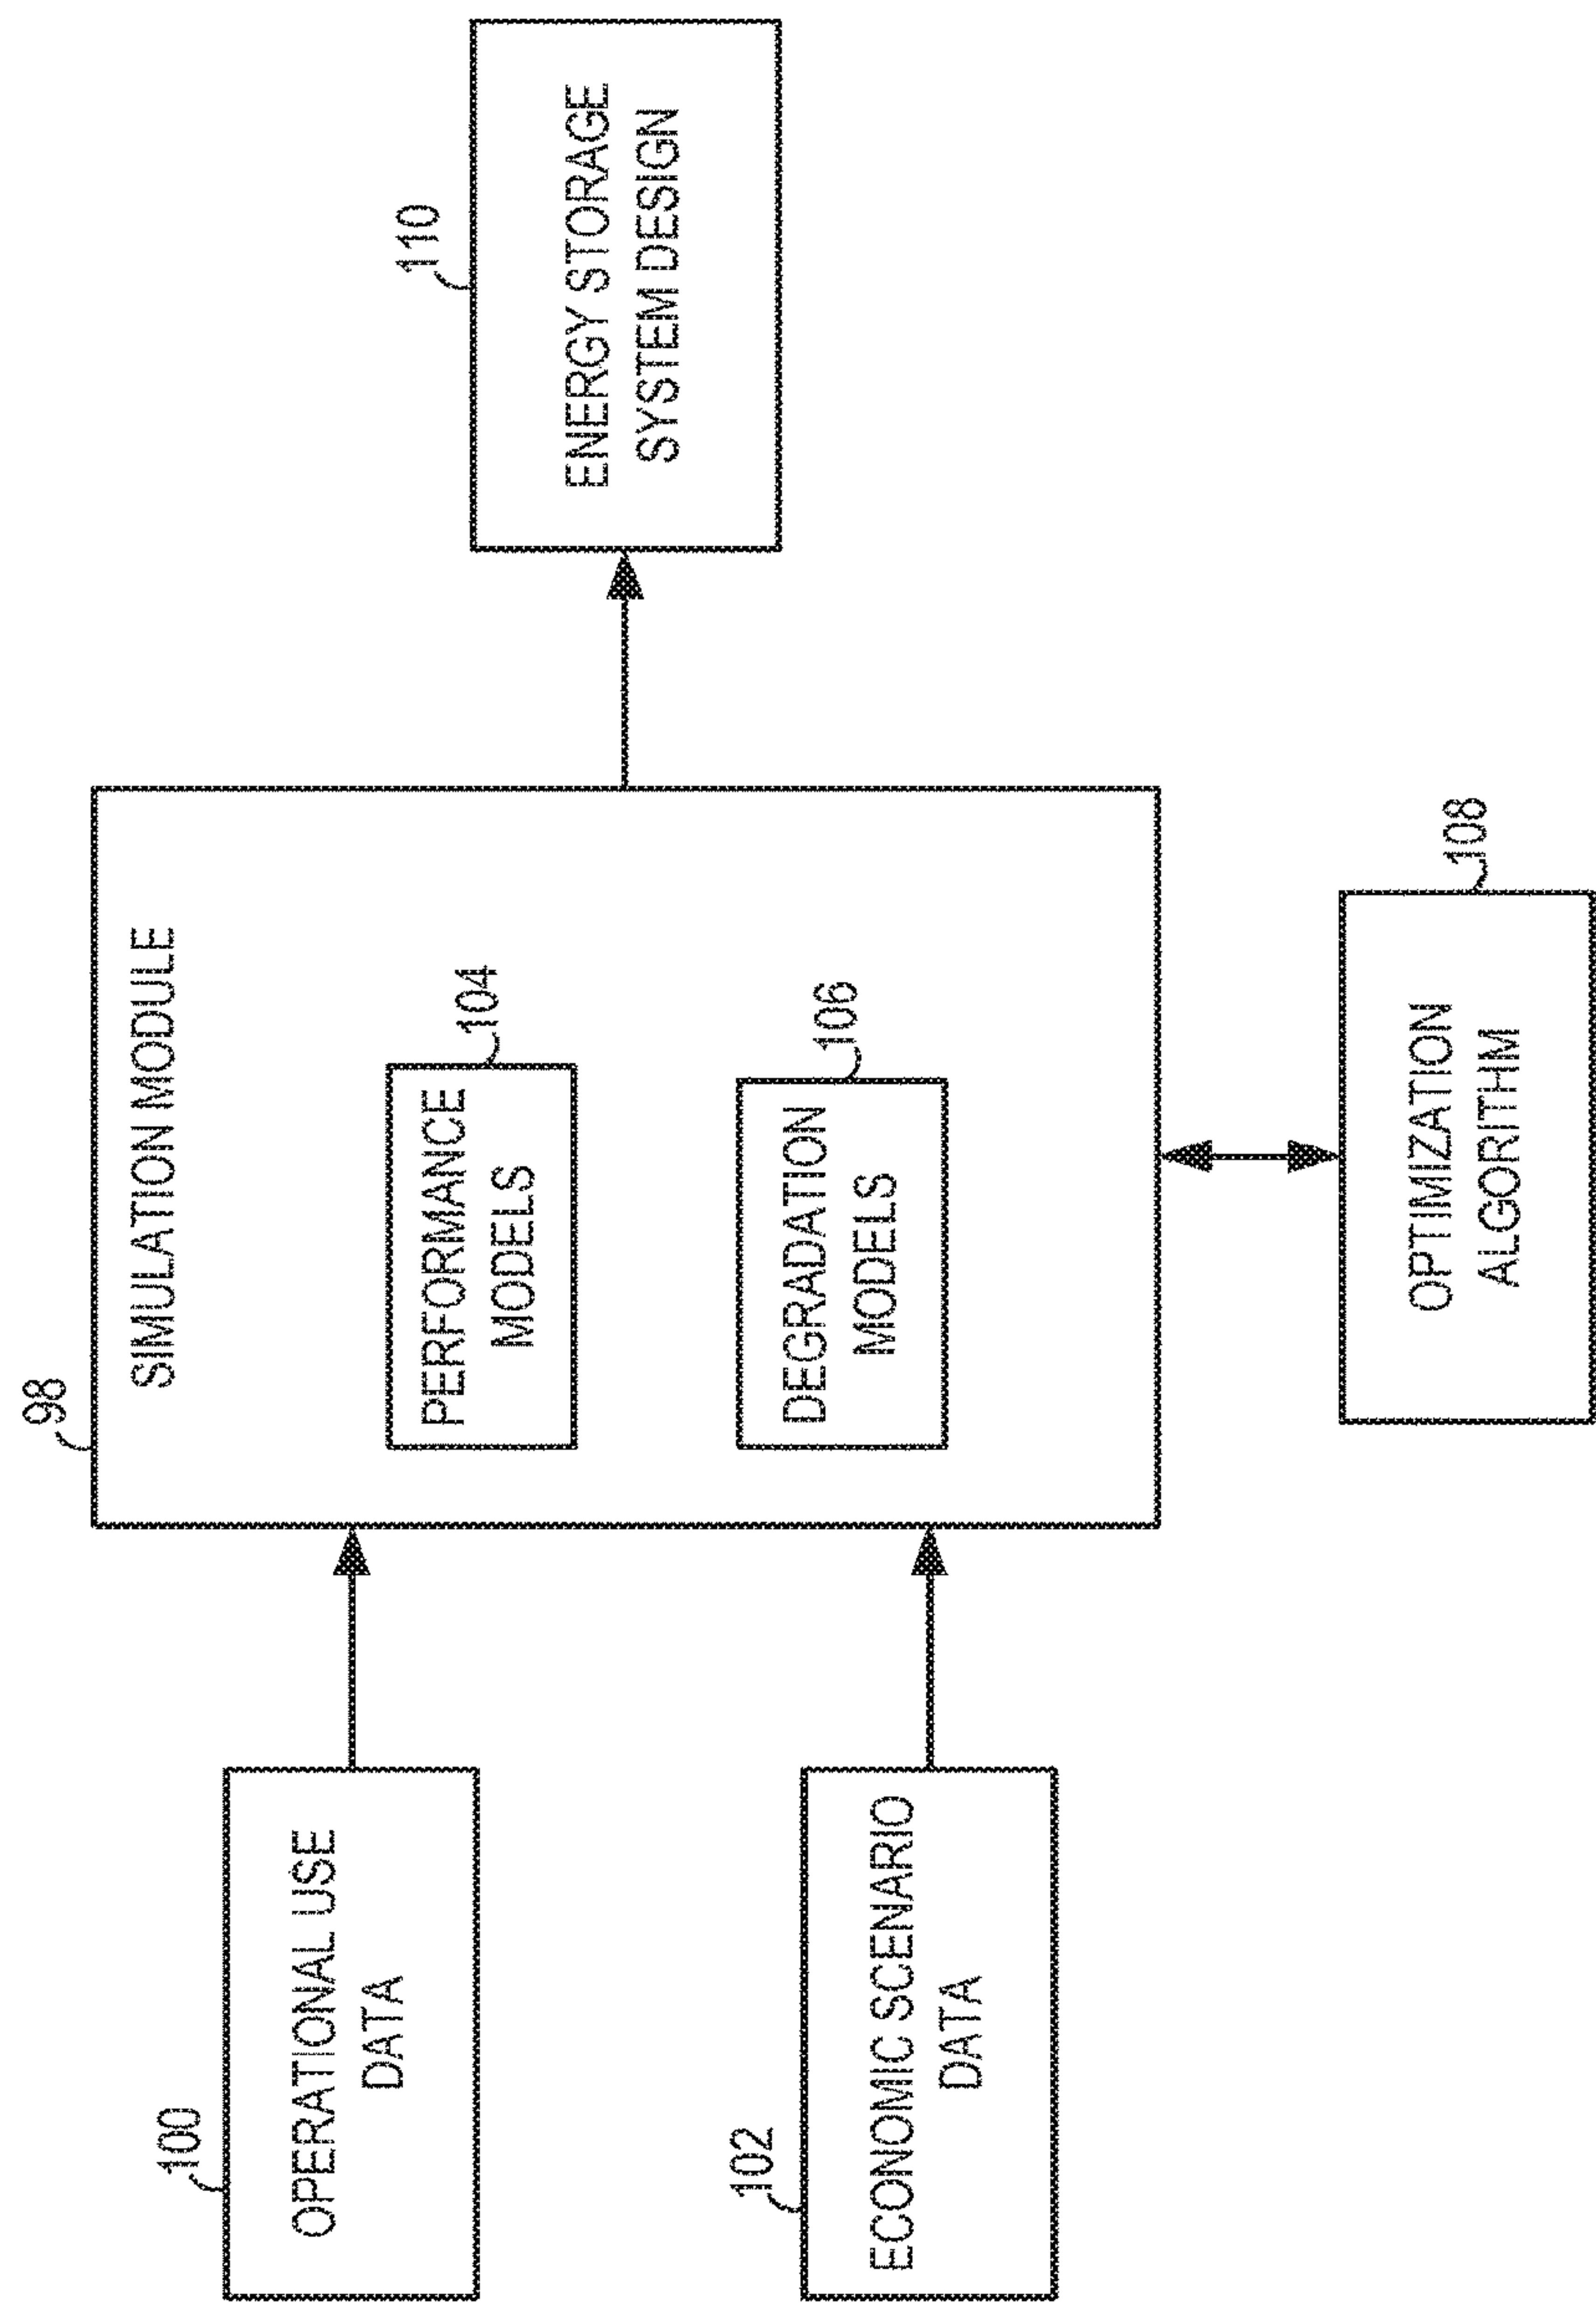 98
SIMULATION MODULE
100
OPERATIONAL USE
DATA
104
PERFORMANCE
MODELS
110
ENERGY STORAGE
SYSTEM DESIGN
102
ECONOMIC SCENARIO
DATA
106
DEGRADATION
MODELS
108
OPTIMIZATION
ALGORITHM